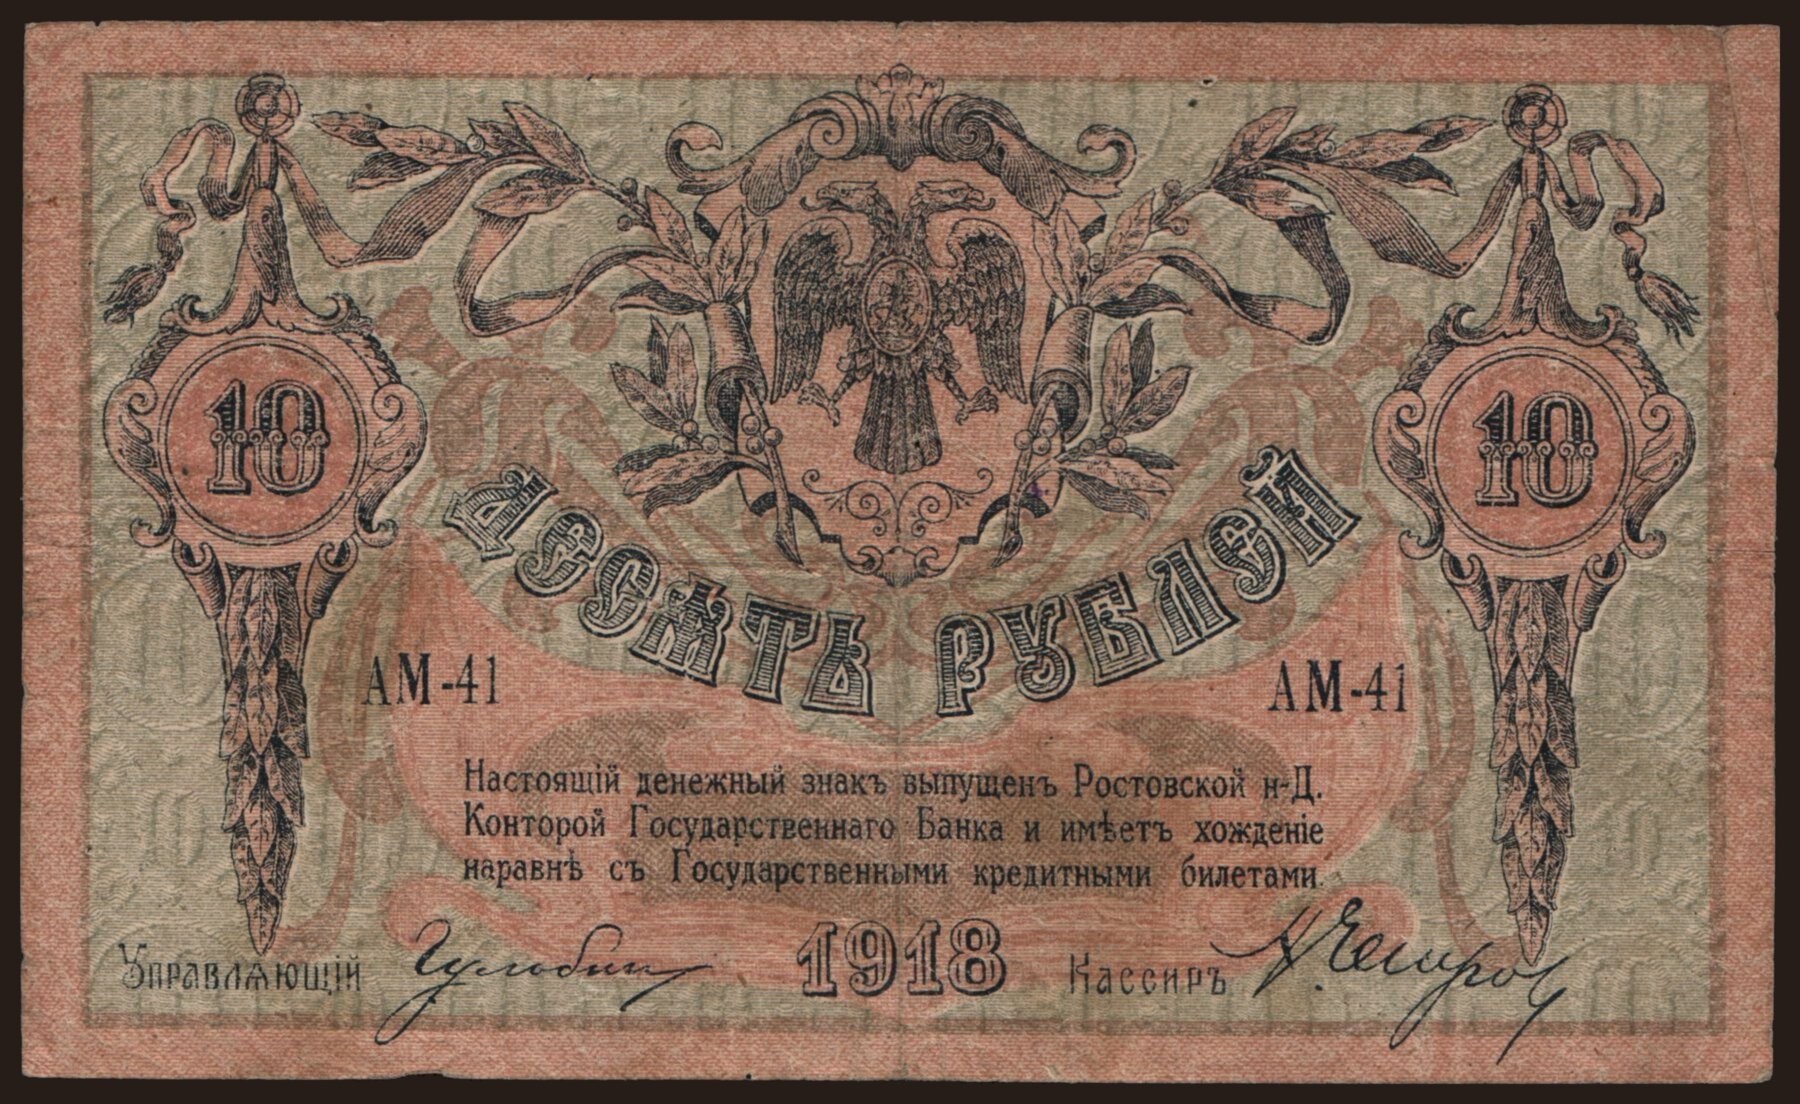 10
10
ДЕСЯТЬ РУБЛЕЙ
АМ-41
АМ-41
Настоящій денежный знакъ выпущенъ Ростовской н-Д.
Конторой Государственнаго Банка и имѣетъ хожденіе
наравнѣ съ Государственными кредитными билетами.
Управляющій
1918
Кассиръ